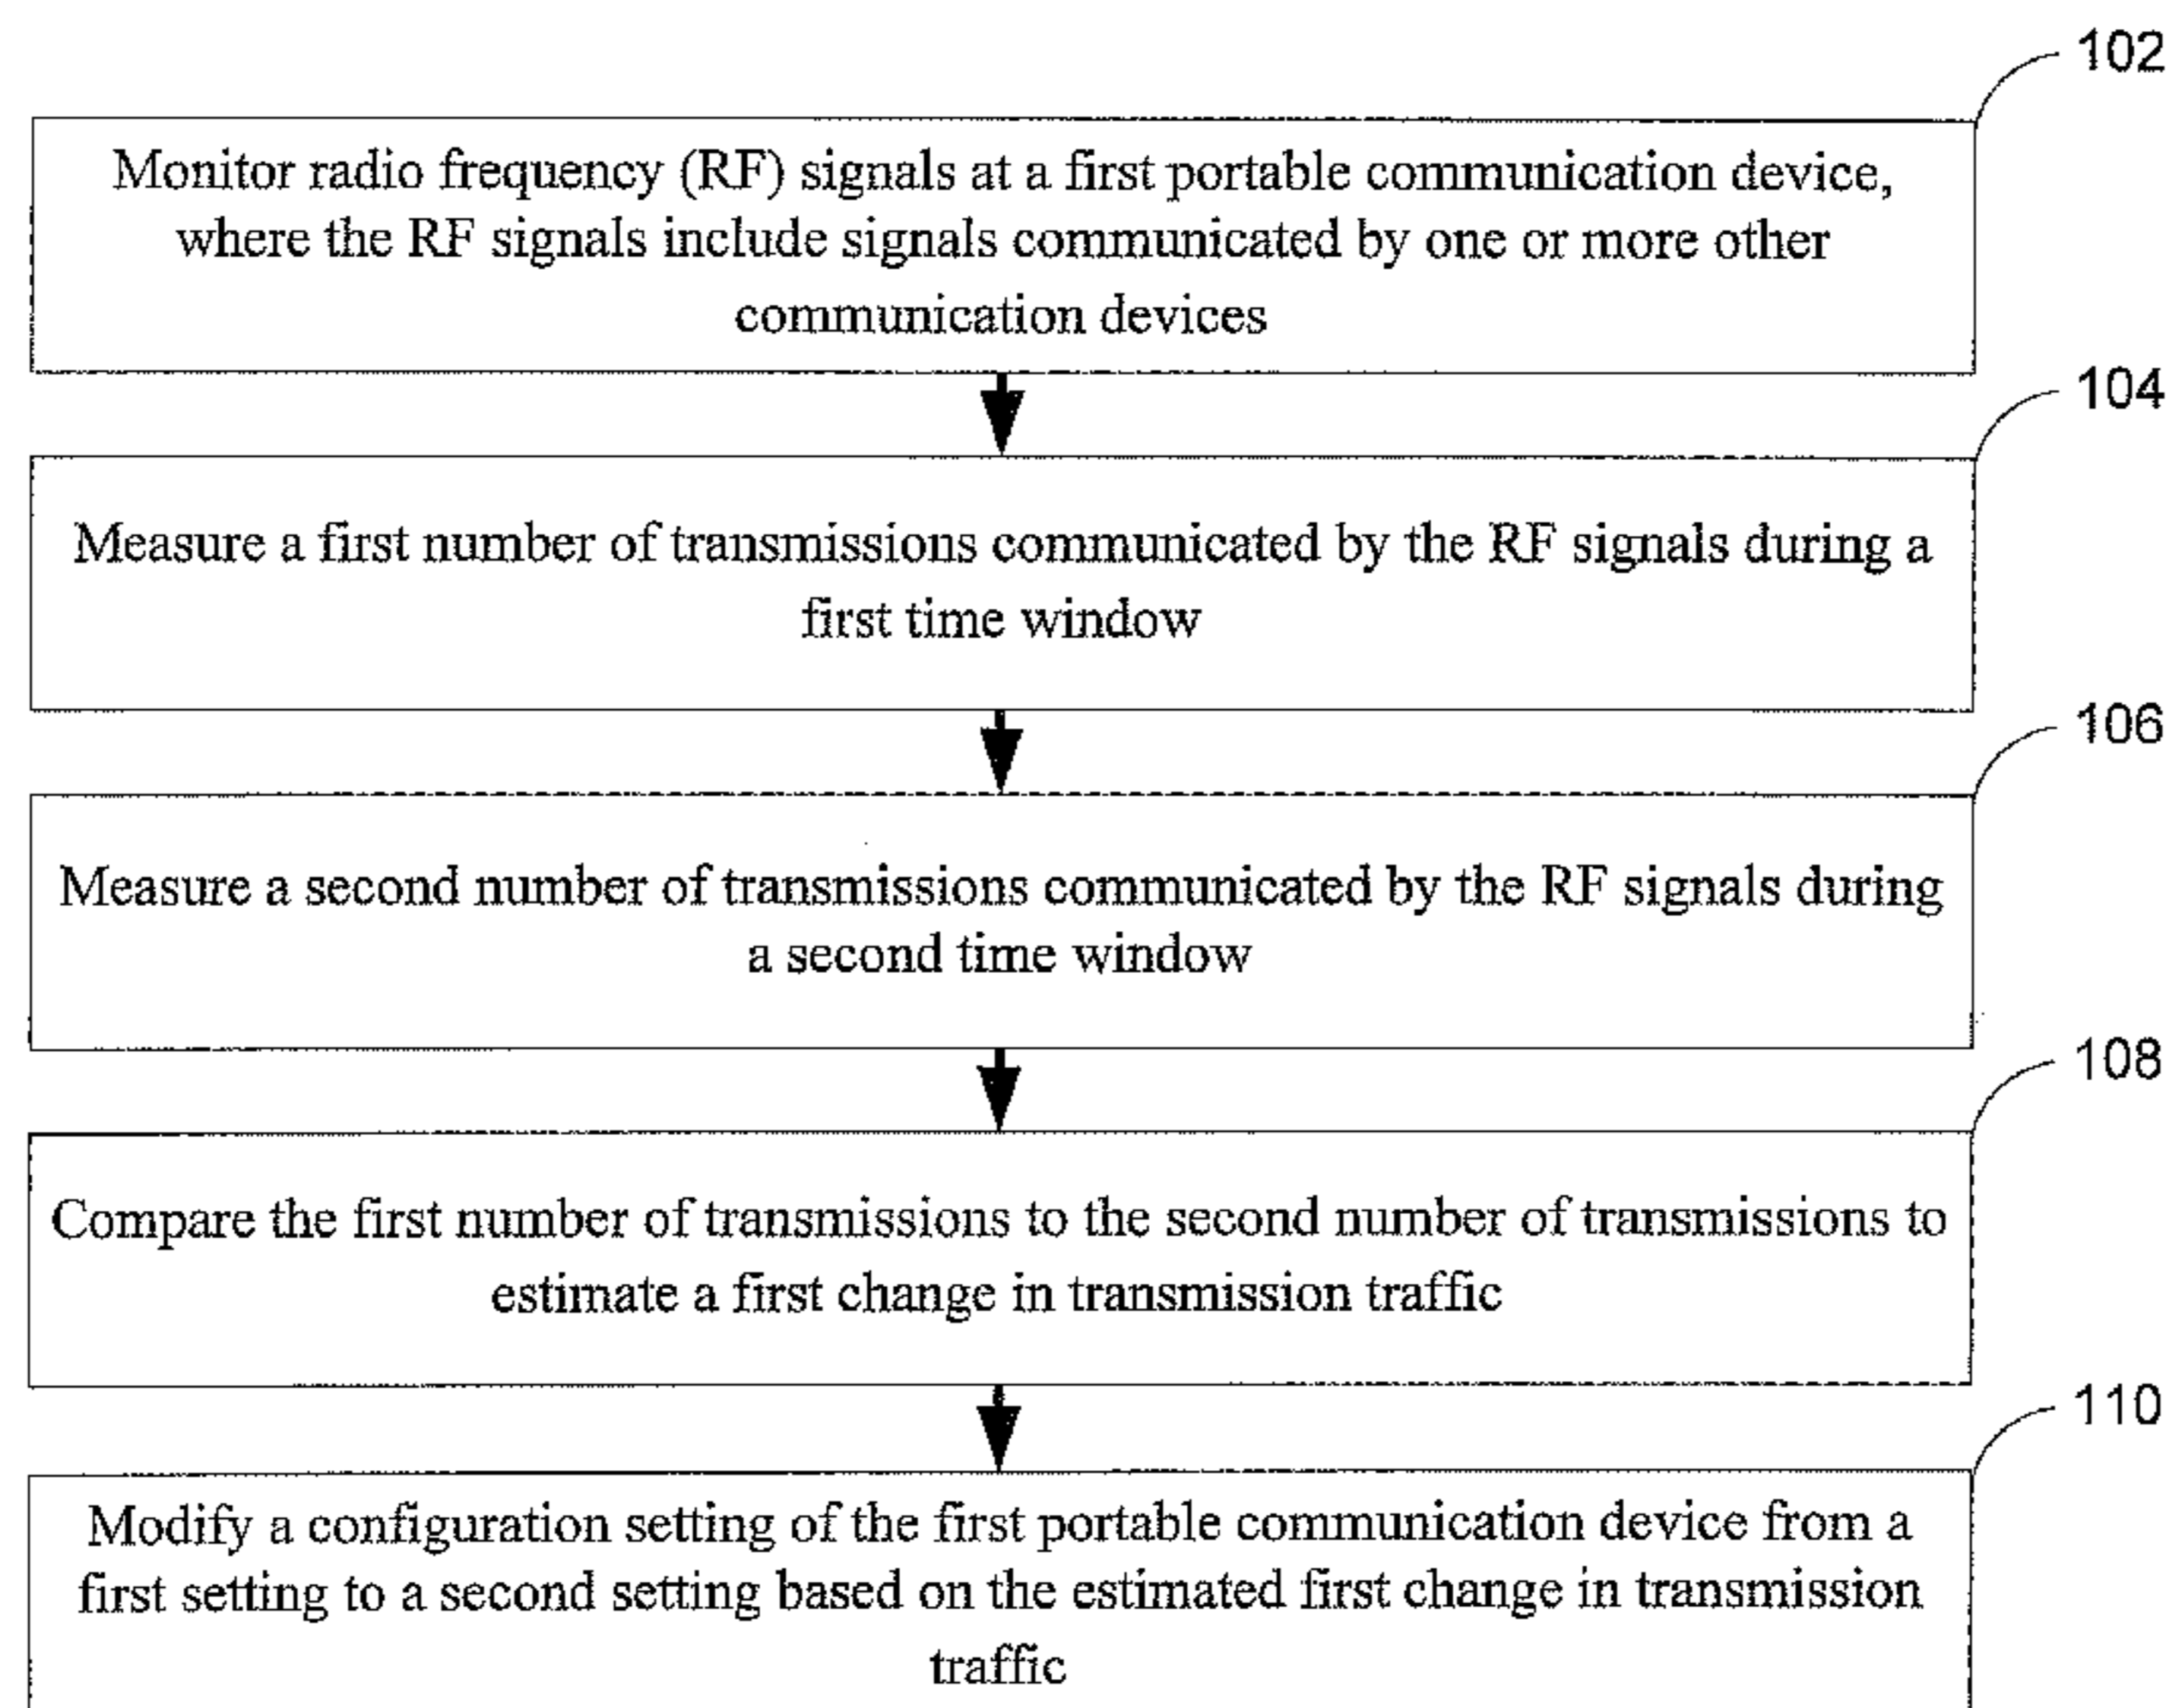 102
Monitor radio frequency (RF) signals at a first portable communication device,
where the RF signals include signals communicated by one or more other
communication devices
104
Measure a first number of transmissions communicated by the RF signals during a
first time window
106
Measure a second number of transmissions communicated by the RF signals during
a second time window
108
Compare the first number of transmissions to the second number of transmissions to
estimate a first change in transmission traffic
110
Modify a configuration setting of the first portable communication device from a
first setting to a second setting based on the estimated first change in transmission
traffic